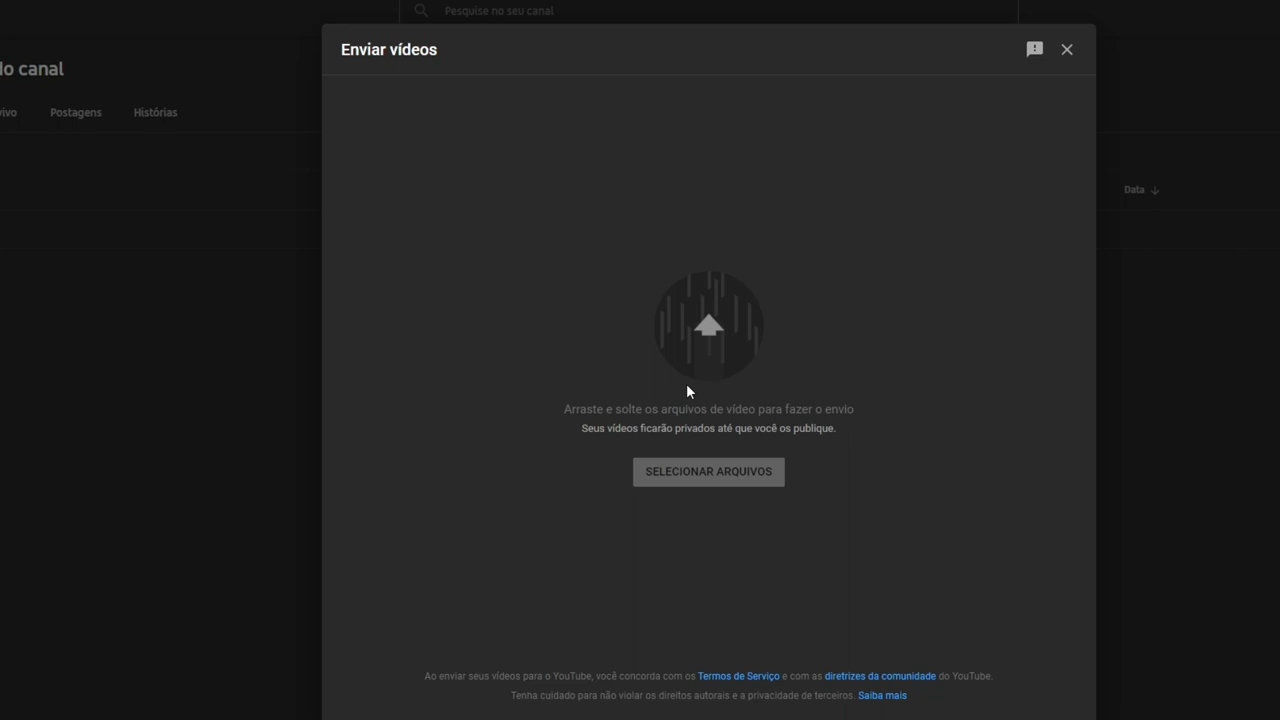 Pesquise no seu canal
Enviar vídeos
do canal
vivo
Postagens
Histórias
Data
Arraste e solte os arquivos de vídeo para fazer o envio
Seus vídeos ficarão privados até que você os publique.
SELECIONAR ARQUIVOS
Ao enviar seus vídeos para o YouTube, você concorda com os Termos de Serviço e com as diretrizes da comunidade do YouTube.
Tenha cuidado para não violar os direitos autorais e a privacidade de terceiros. Saiba mais